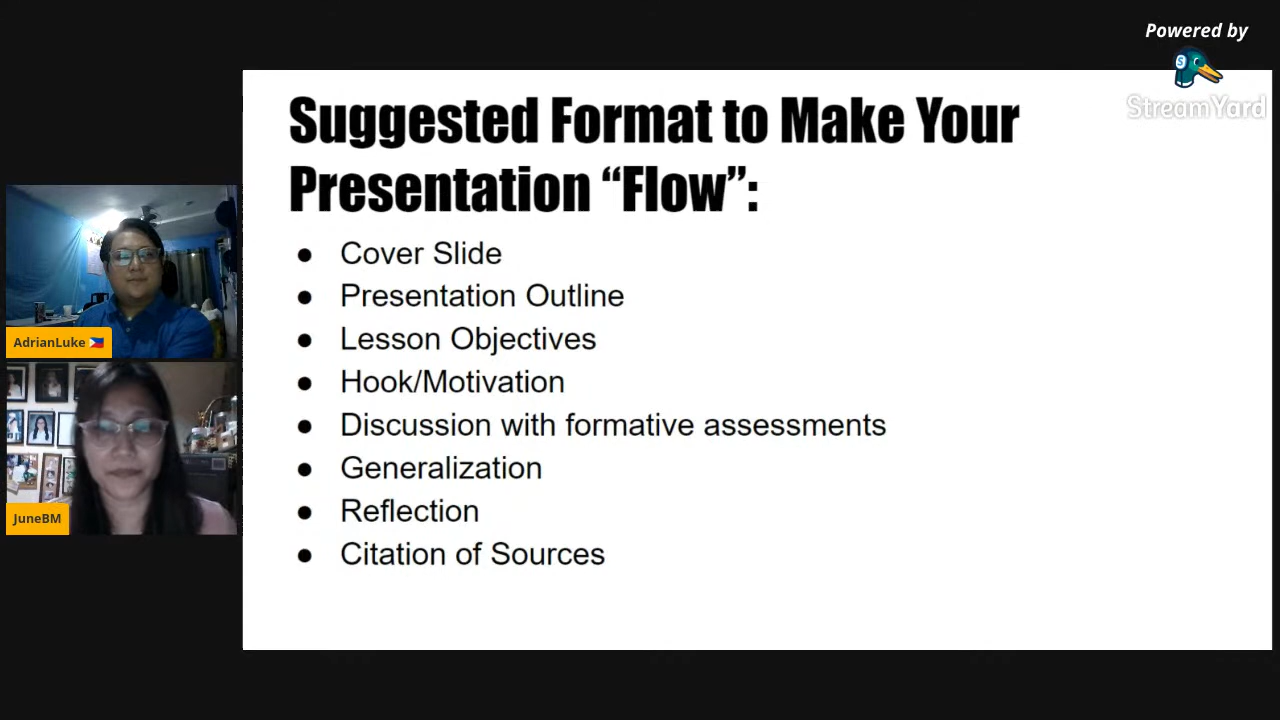 Powered by
StreamYard
Suggested Format to Make Your
Presentation “Flow”:
● Cover Slide
● Presentation Outline
● Lesson Objectives
● Hook/Motivation
● Discussion with formative assessments
● Generalization
● Reflection
● Citation of Sources
AdrianLuke 🇵🇭
JuneBM